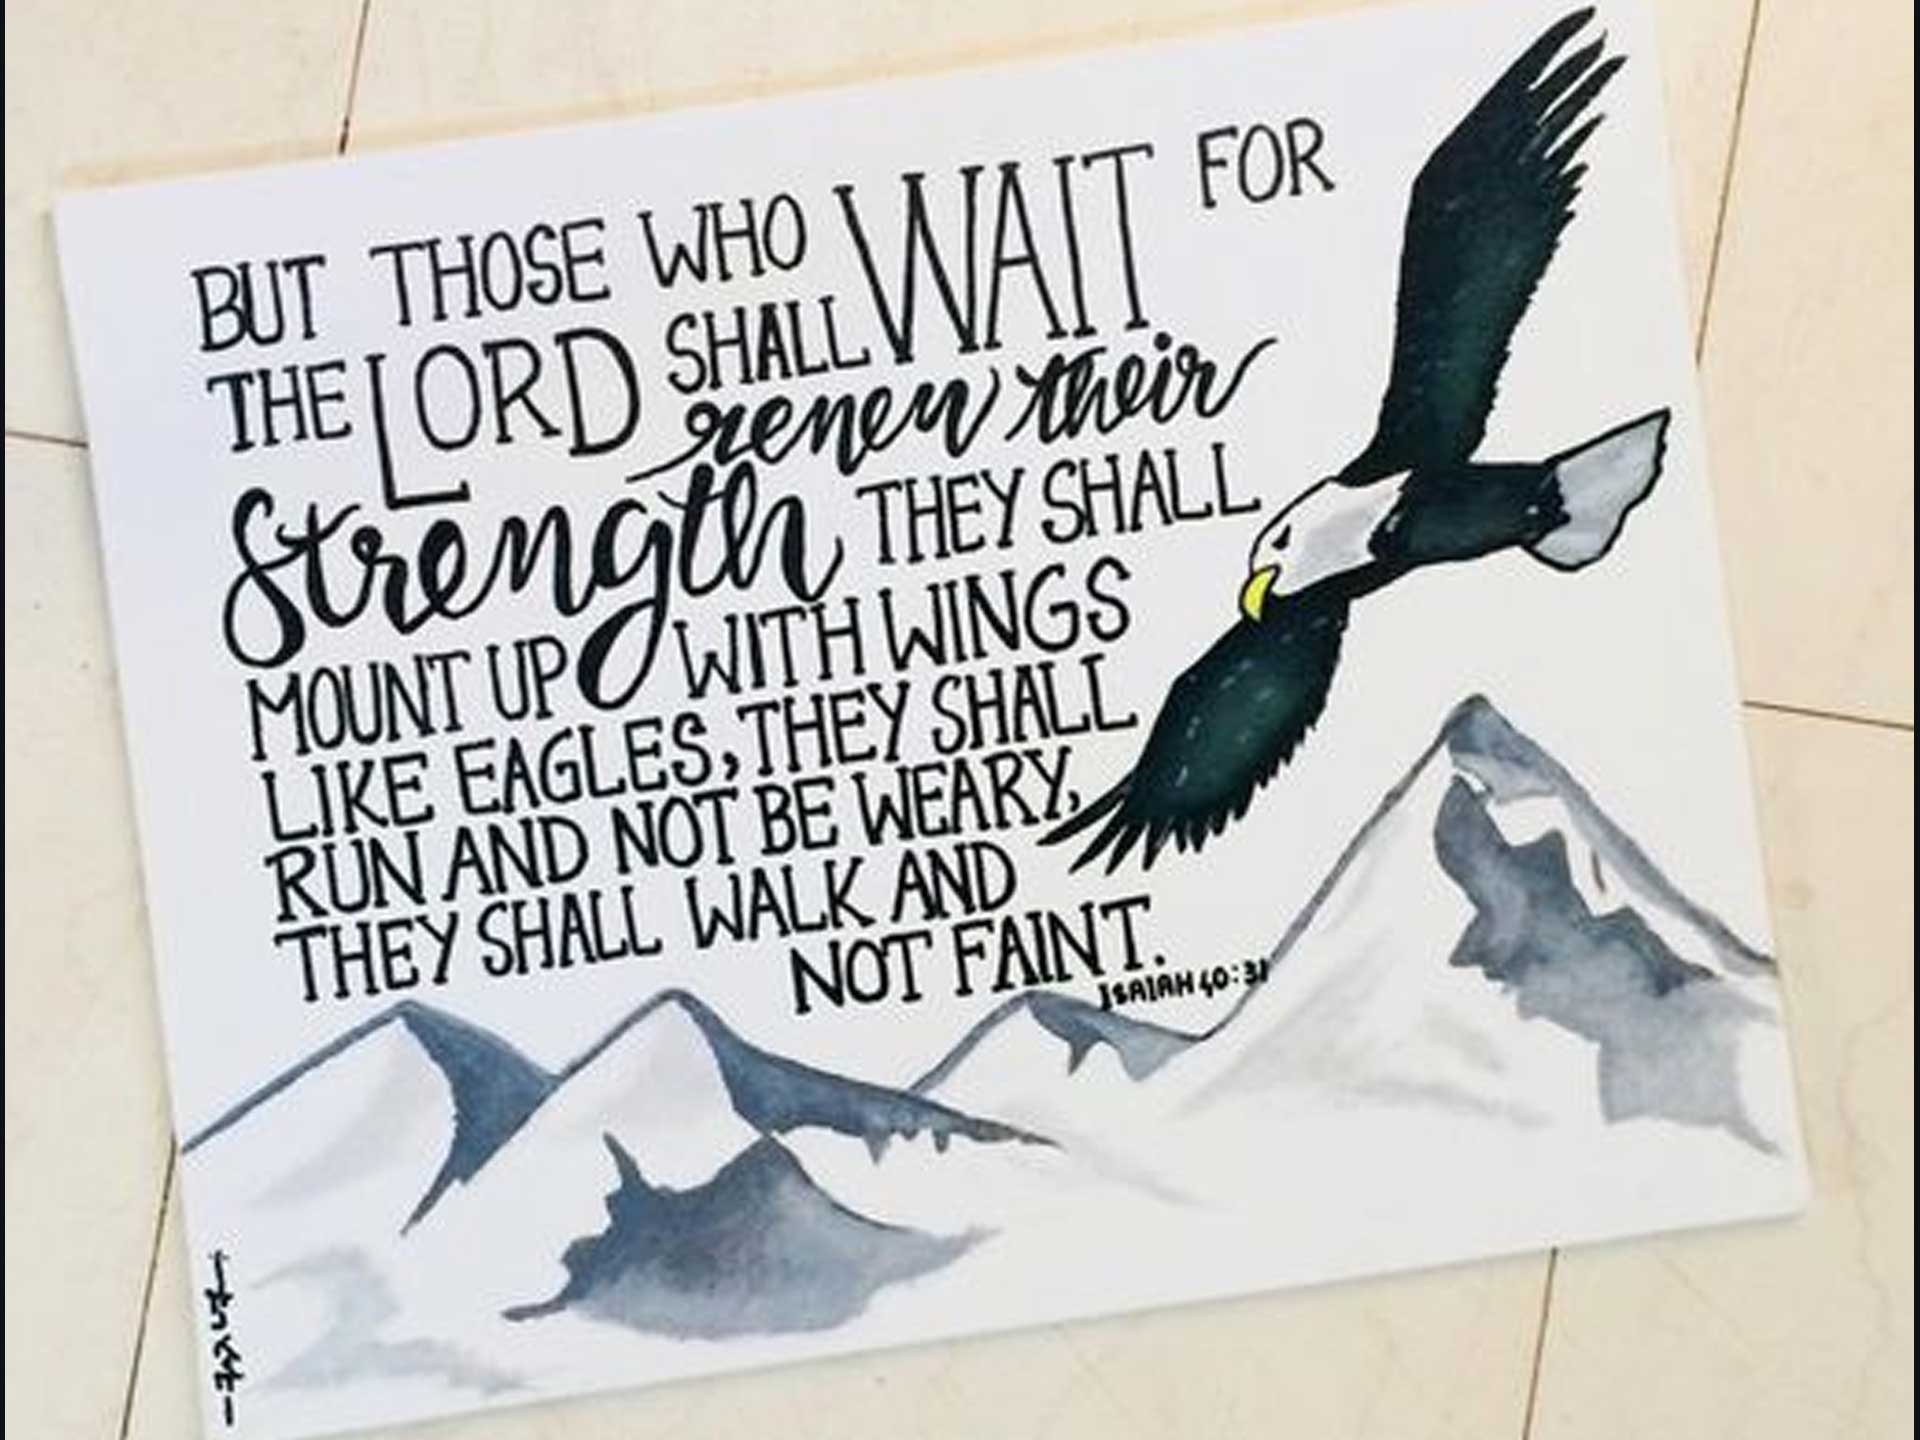 BUT THOSE WHO WAIT FOR
THE LORD SHALL renew their
Strength THEY SHALL
MOUNT UP WITH WINGS
LIKE EAGLES, THEY SHALL
RUN AND NOT BE WEARY,
THEY SHALL WALK AND
NOT FAINT.
ISAIAH 40:31